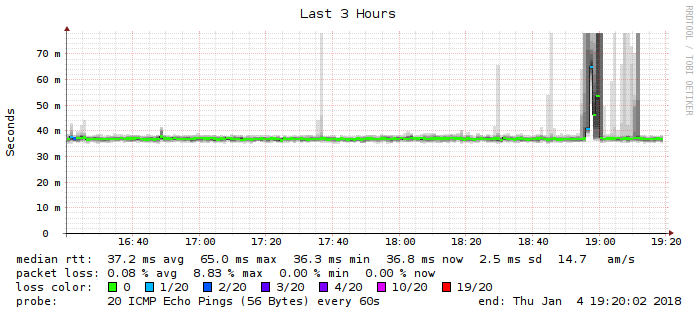 Last 3 Hours
RRDTOOL / TOBI OETIKER
Seconds
70 m
60 m
50 m
40 m
30 m
20 m
10 m
0
16:40 17:00 17:20 17:40 18:00 18:20 18:40 19:00 19:20
median rtt: 37.2 ms avg 65.0 ms max 36.3 ms min 36.8 ms now 2.5 ms sd 14.7 am/s
packet loss: 0.08 % avg 8.83 % max 0.00 % min 0.00 % now
loss color: 0 1/20 2/20 3/20 4/20 10/20 19/20
probe: 20 ICMP Echo Pings (56 Bytes) every 60s end: Thu Jan 4 19:20:02 2018